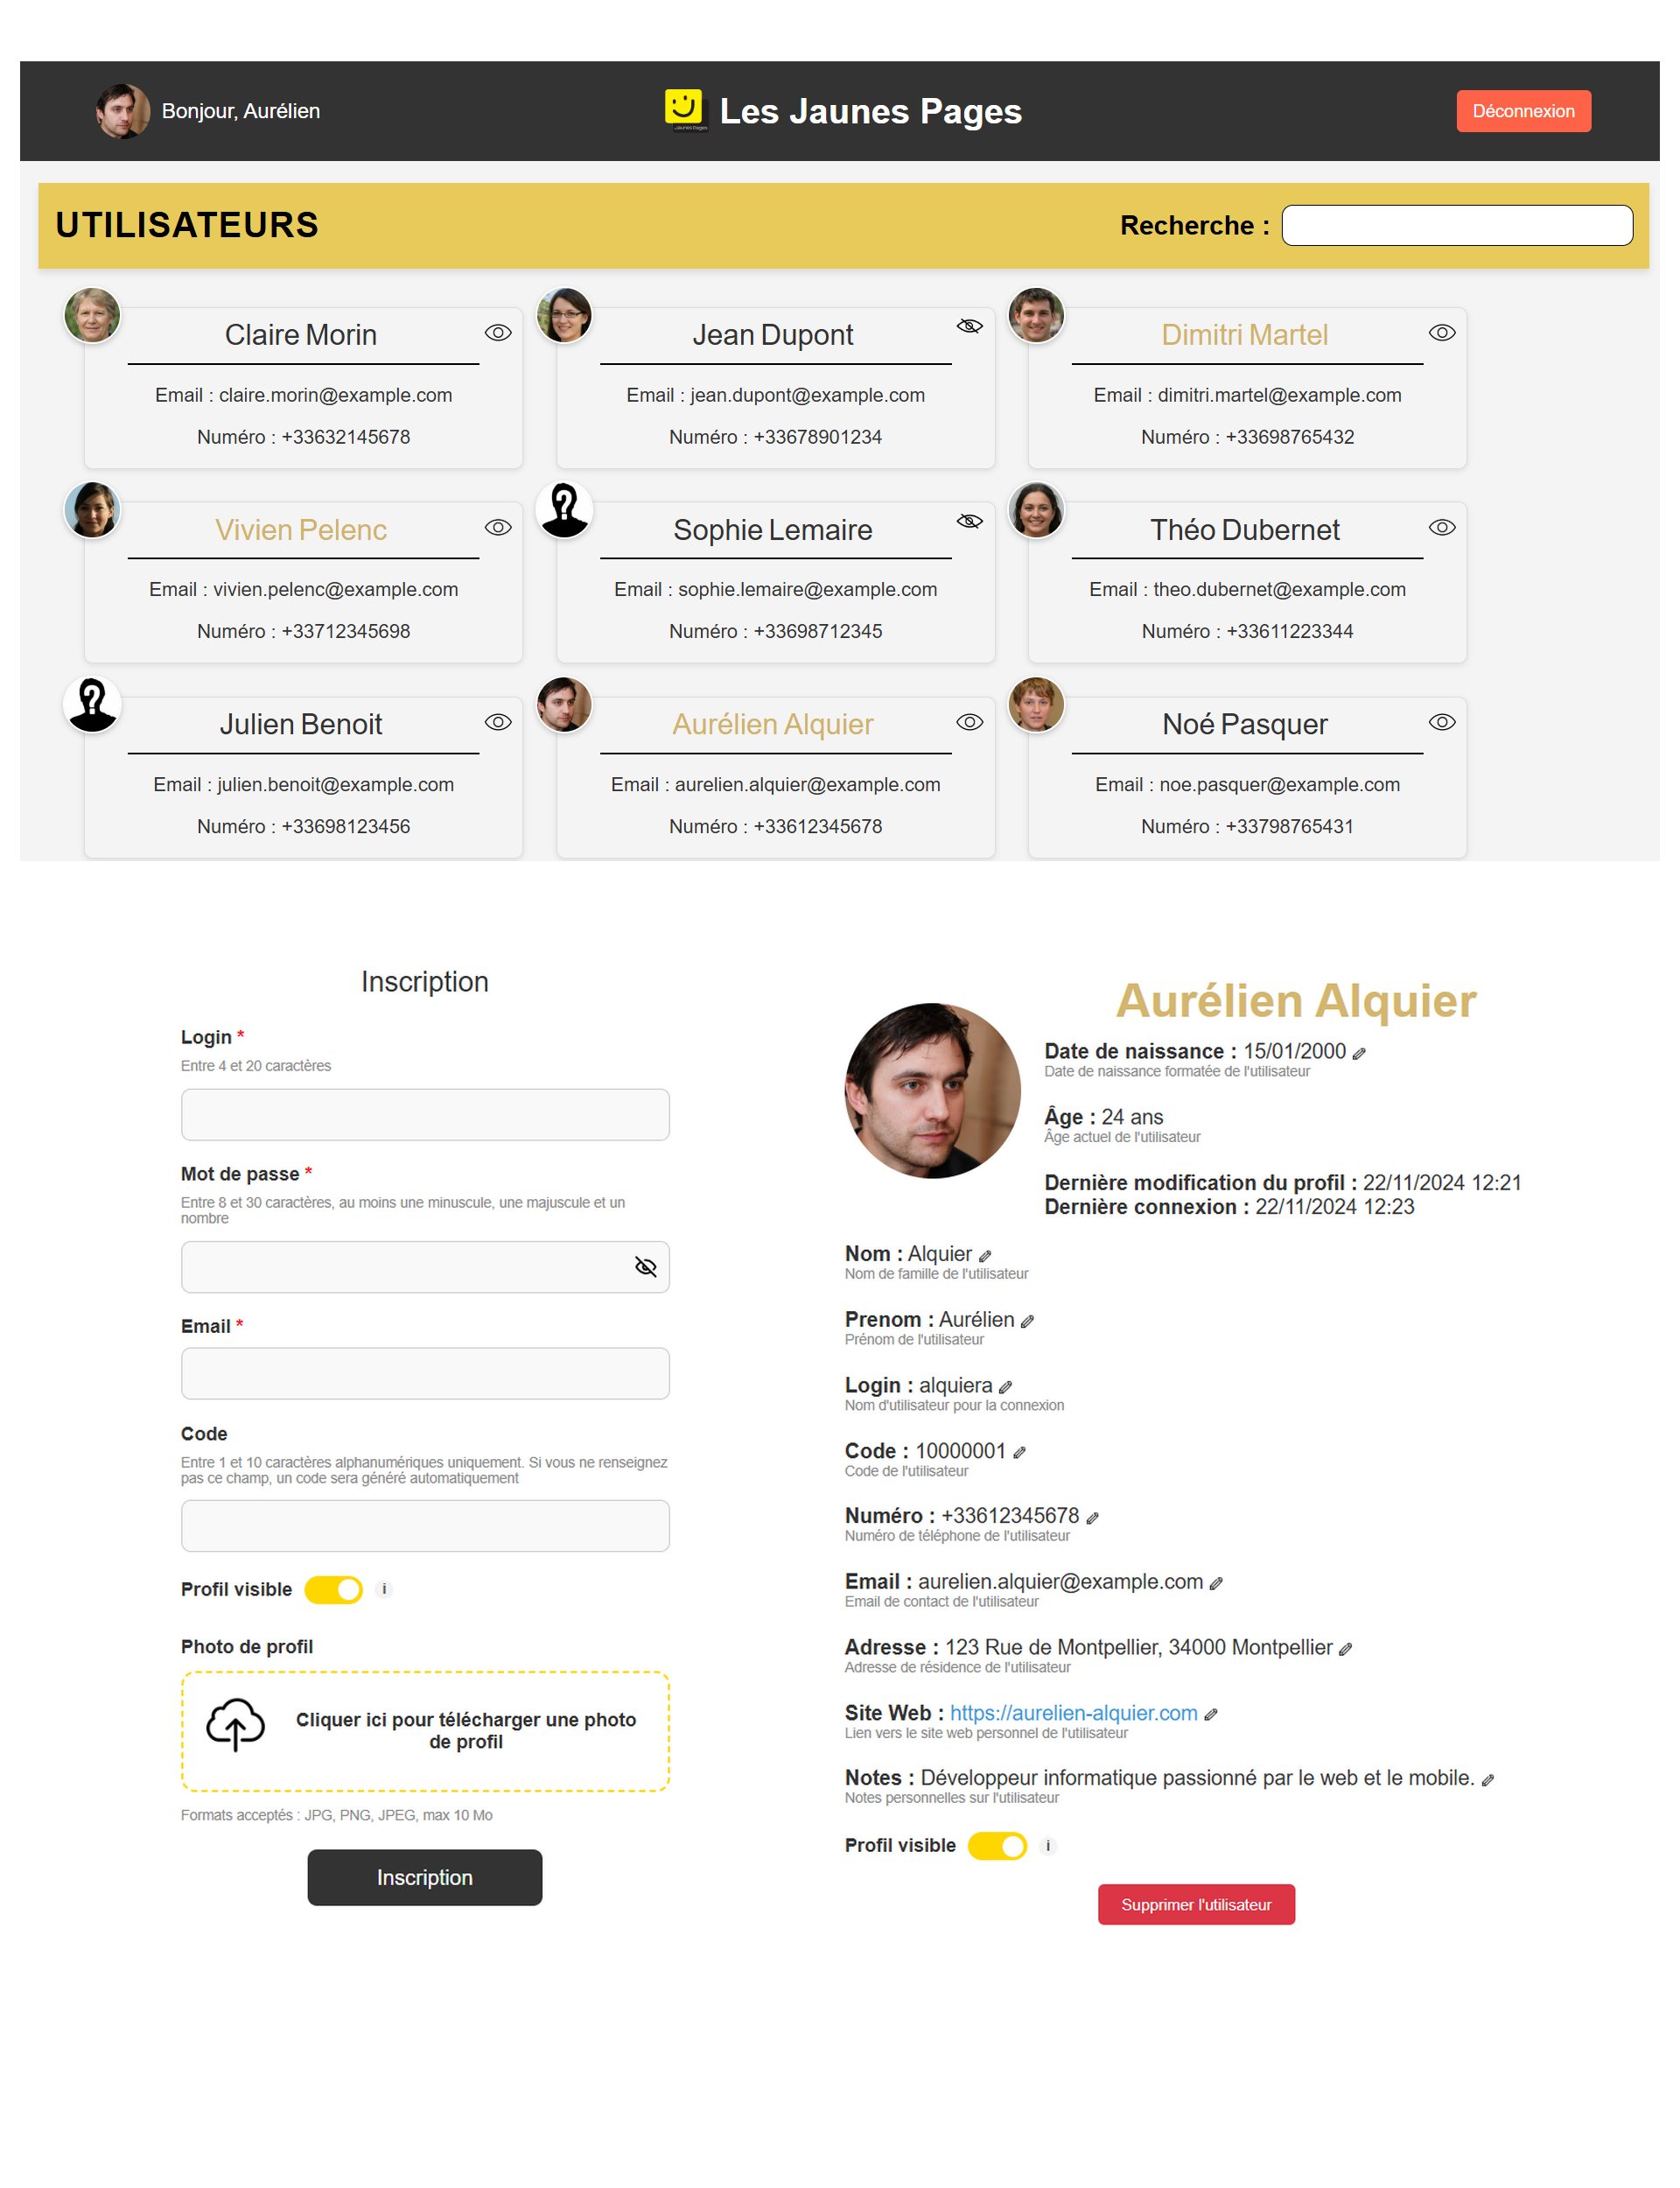 Bonjour, Aurélien
Jaunes Pages
Les Jaunes Pages
Déconnexion
UTILISATEURS
Recherche :
Claire Morin
Email : claire.morin@example.com
Numéro : +33632145678
Jean Dupont
Email : jean.dupont@example.com
Numéro : +33678901234
Dimitri Martel
Email : dimitri.martel@example.com
Numéro : +33698765432
Vivien Pelenc
Email : vivien.pelenc@example.com
Numéro : +33712345698
Sophie Lemaire
Email : sophie.lemaire@example.com
Numéro : +33698712345
Théo Dubernet
Email : theo.dubernet@example.com
Numéro : +33611223344
Julien Benoit
Email : julien.benoit@example.com
Numéro : +33698123456
Aurélien Alquier
Email : aurelien.alquier@example.com
Numéro : +33612345678
Noé Pasquer
Email : noe.pasquer@example.com
Numéro : +33798765431
Inscription
Login *
Entre 4 et 20 caractères
Mot de passe *
Entre 8 et 30 caractères, au moins une minuscule, une majuscule et un
nombre
Email *
Code
Entre 1 et 10 caractères alphanumériques uniquement. Si vous ne renseignez
pas ce champ, un code sera généré automatiquement
Profil visible i
Photo de profil
Cliquer ici pour télécharger une photo
de profil
Formats acceptés : JPG, PNG, JPEG, max 10 Mo
Inscription
Aurélien Alquier
Date de naissance : 15/01/2000
Date de naissance formatée de l'utilisateur
Âge : 24 ans
Âge actuel de l'utilisateur
Dernière modification du profil : 22/11/2024 12:21
Dernière connexion : 22/11/2024 12:23
Nom : Alquier
Nom de famille de l'utilisateur
Prenom : Aurélien
Prénom de l'utilisateur
Login : alquiera
Nom d'utilisateur pour la connexion
Code : 10000001
Code de l'utilisateur
Numéro : +33612345678
Numéro de téléphone de l'utilisateur
Email : aurelien.alquier@example.com
Email de contact de l'utilisateur
Adresse : 123 Rue de Montpellier, 34000 Montpellier
Adresse de résidence de l'utilisateur
Site Web : https://aurelien-alquier.com
Lien vers le site web personnel de l'utilisateur
Notes : Développeur informatique passionné par le web et le mobile.
Notes personnelles sur l'utilisateur
Profil visible i
Supprimer l'utilisateur